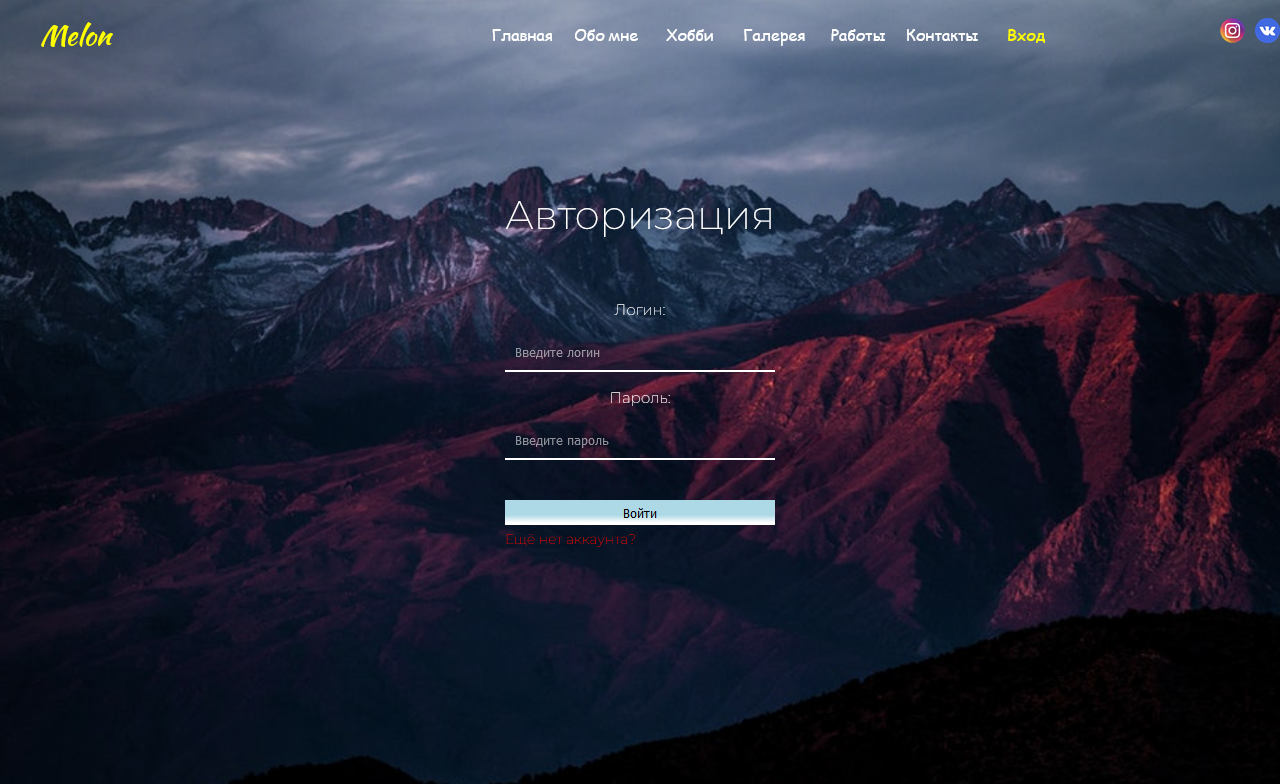 Melon Главная Обо мне Хобби Галерея Работы Контакты Вход
Авторизация
Логин:
Введите логин
Пароль:
Введите пароль
Войти
Ещё нет аккаунта?